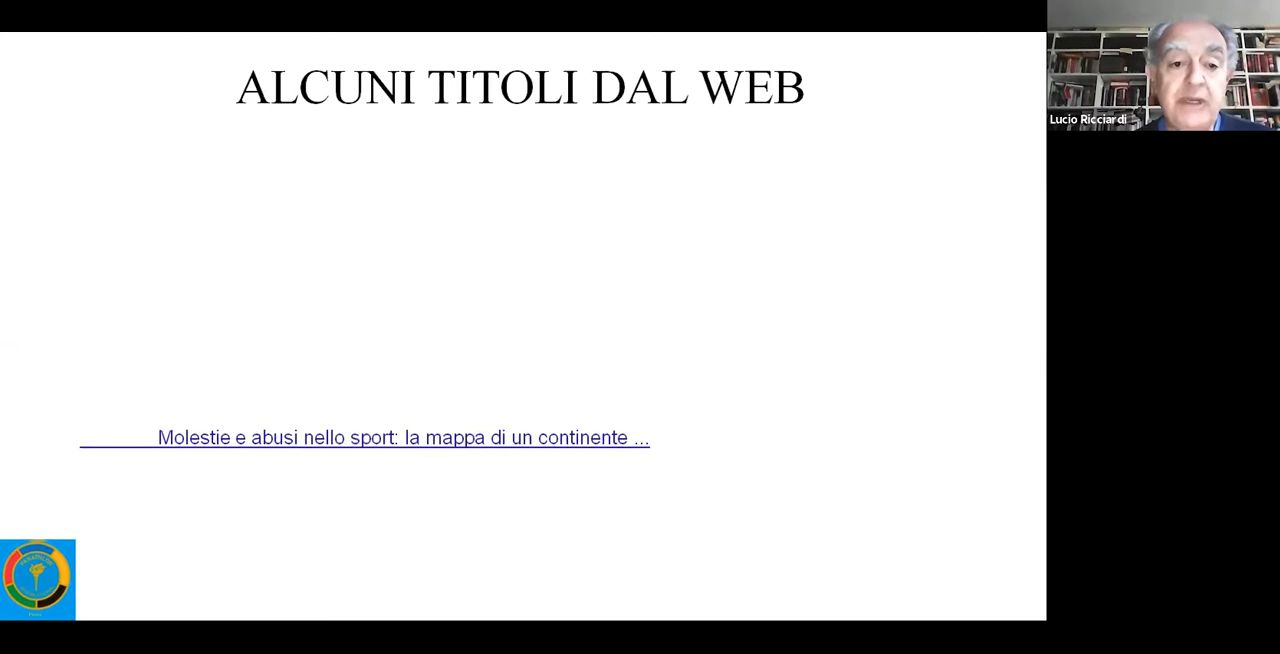 ALCUNI TITOLI DAL WEB
Lucio Ricciardi
Molestie e abusi nello sport: la mappa di un continente ...